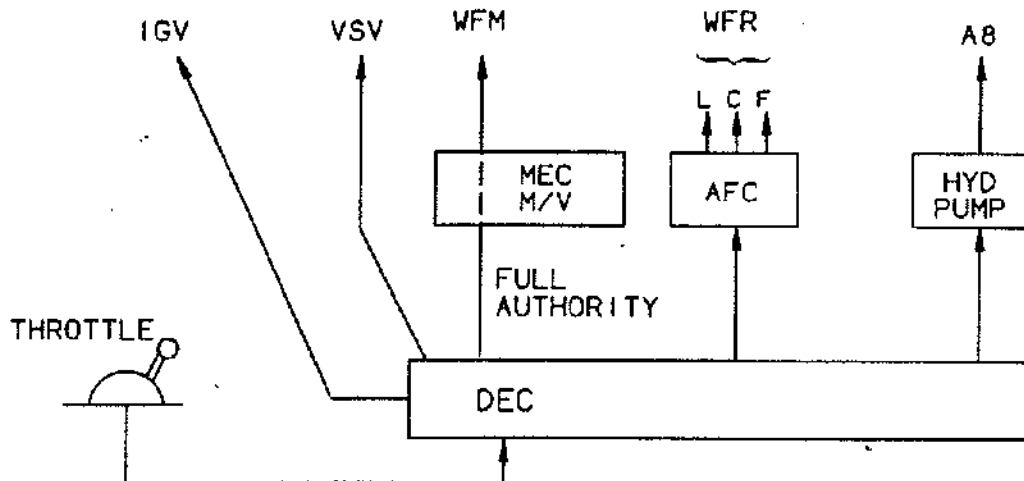 IGV
VSV
WFM
WFR
A8
L C F
MEC
M/V
AFC
HYD
PUMP
FULL
AUTHORITY
THROTTLE
DEC